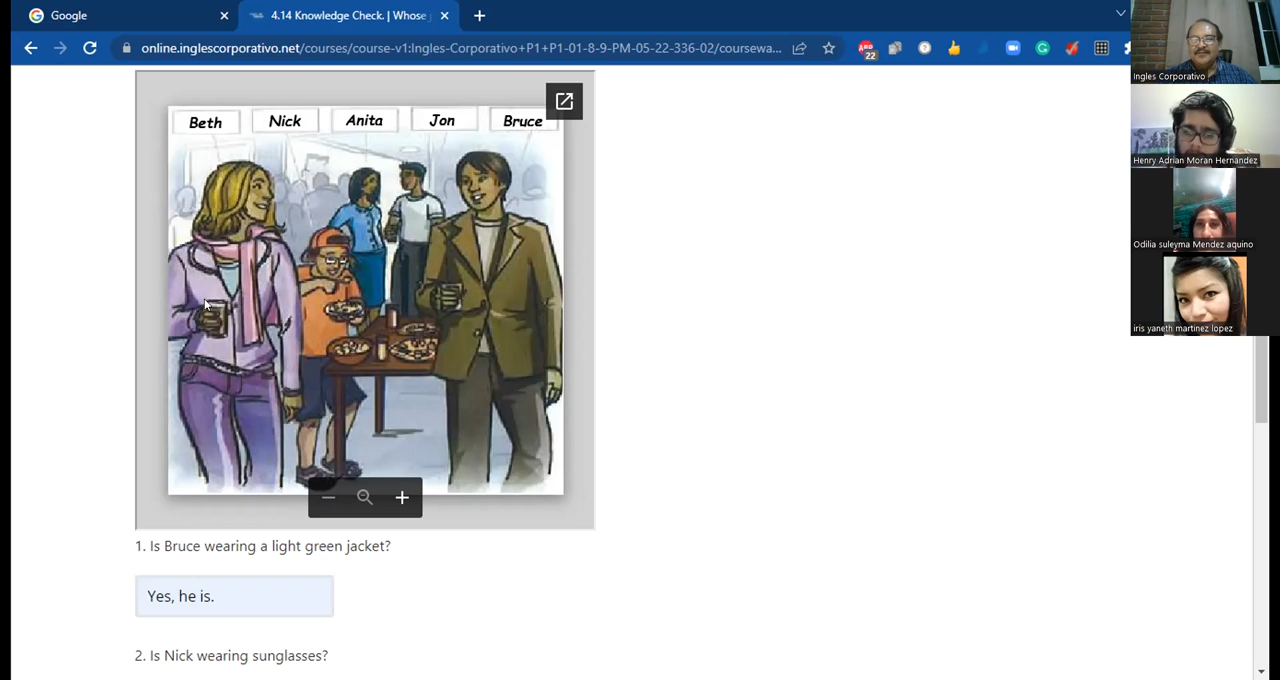 Google
4.14 Knowledge Check. | Whose
online.inglescorporativo.net/courses/course-v1:Ingles-Corporativo+P1+P1-01-8-9-PM-05-22-336-02/coursewa...
22
Ingles Corporativo
Henry Adrian Moran Hernandez
Odilia suleyma Mendez aquino
iris yaneth martinez lopez
Beth Nick Anita Jon Bruce
1. Is Bruce wearing a light green jacket?
Yes, he is.
2. Is Nick wearing sunglasses?